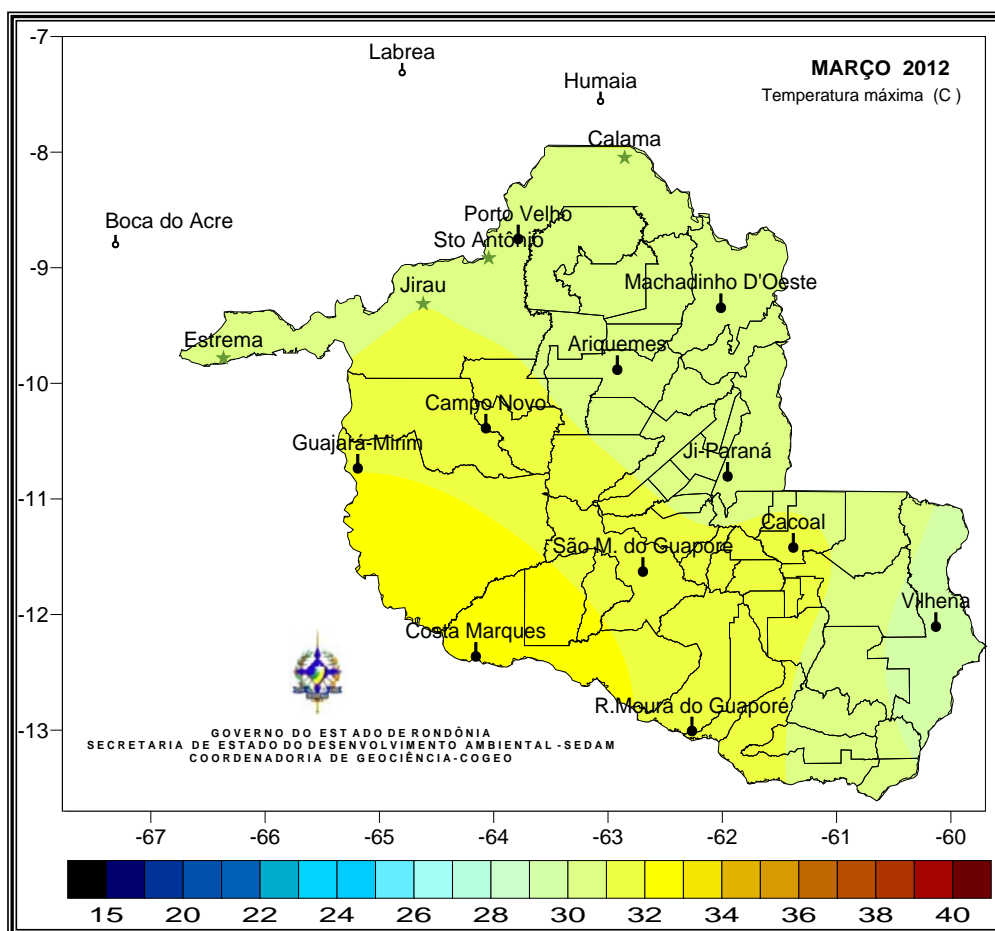 MARÇO 2012
Temperatura máxima (C )
-7
Labrea
Humaia
-8
Calama
Boca do Acre
Porto Velho
Sto Antônio
-9
Jirau
Machadinho D'Oeste
Estrema
Ariquemes
-10
Campo Novo
Guajará-Mirim
Ji-Paraná
-11
Cacoal
São M. do Guaporé
-12
Vilhena
Costa Marques
R.Moura do Guaporé
-13
GOVERNO DO ESTADO DE RONDÔNIA
SECRETARIA DE ESTADO DO DESENVOLVIMENTO AMBIENTAL -SEDAM
COORDENADORIA DE GEOCIÊNCIA-COGEO
-67 -66 -65 -64 -63 -62 -61 -60
15 20 22 24 26 28 30 32 34 36 38 40